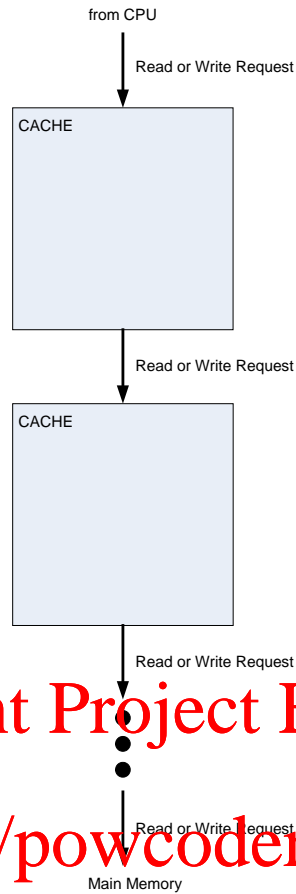 from CPU
Read or Write Request
CACHE
Read or Write Request
CACHE
Read or Write Request
nt Project
Read or Write Request
/powcoder
Main Memory